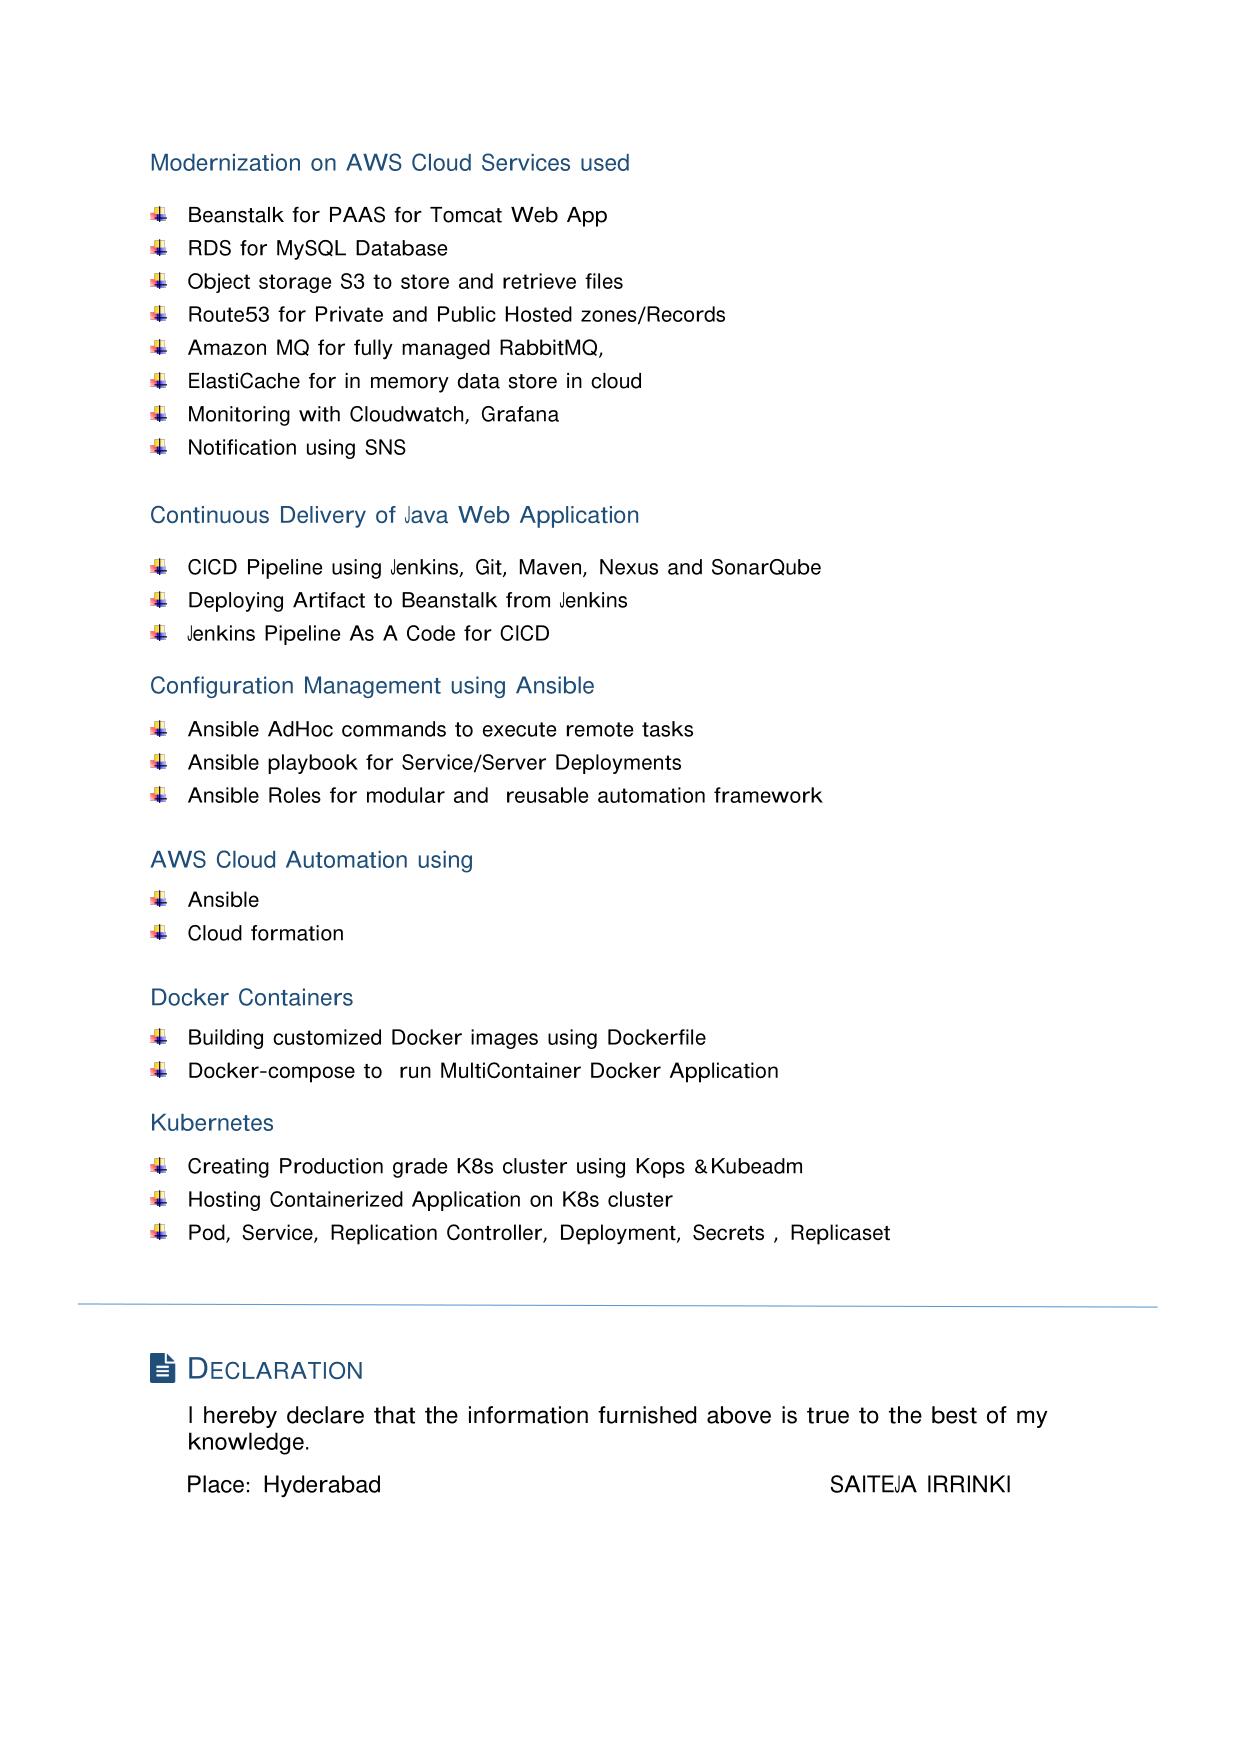 Modernization on AWS Cloud Services used
Beanstalk for PAAS for Tomcat Web App
RDS for MySQL Database
Object storage S3 to store and retrieve files
Route53 for Private and Public Hosted zones/Records
Amazon MQ for fully managed RabbitMQ,
ElastiCache for in memory data store in cloud
Monitoring with Cloudwatch, Grafana
Notification using SNS
Continuous Delivery of Java Web Application
CICD Pipeline using Jenkins, Git, Maven, Nexus and SonarQube
Deploying Artifact to Beanstalk from Jenkins
Jenkins Pipeline As A Code for CICD
Configuration Management using Ansible
Ansible AdHoc commands to execute remote tasks
Ansible playbook for Service/Server Deployments
Ansible Roles for modular and reusable automation framework
AWS Cloud Automation using
Ansible
Cloud formation
Docker Containers
Building customized Docker images using Dockerfile
Docker-compose to run MultiContainer Docker Application
Kubernetes
Creating Production grade K8s cluster using Kops &Kubeadm
Hosting Containerized Application on K8s cluster
Pod, Service, Replication Controller, Deployment, Secrets , Replicaset
DECLARATION
I hereby declare that the information furnished above is true to the best of my
knowledge.
Place: Hyderabad SAITEJA IRRINKI